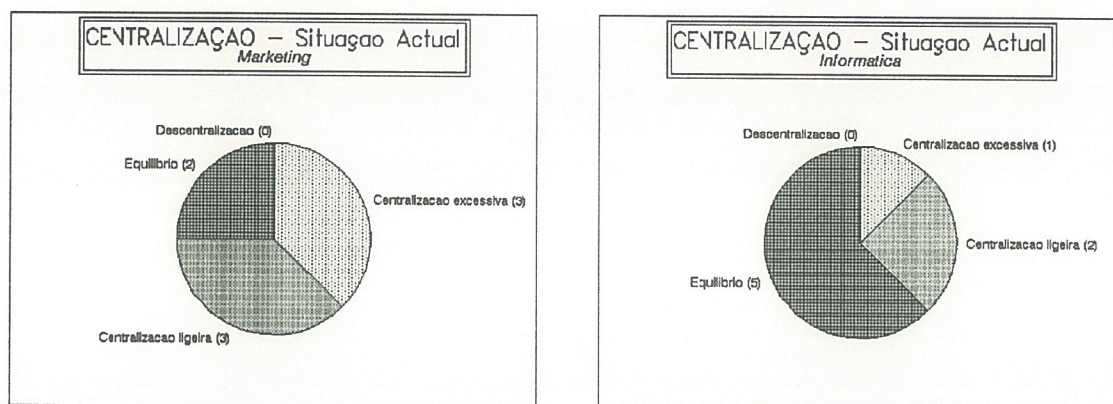 CENTRALIZAÇAO – Situaçao Actual
Marketing
Descentralizacao (0)
Equilibrio (2)
Centralizacao excessiva (3)
Centralizacao ligeira (3)
CENTRALIZAÇAO – Situaçao Actual
Informatica
Descentralizacao (0)
Centralizacao excessiva (1)
Centralizacao ligeira (2)
Equilibrio (5)